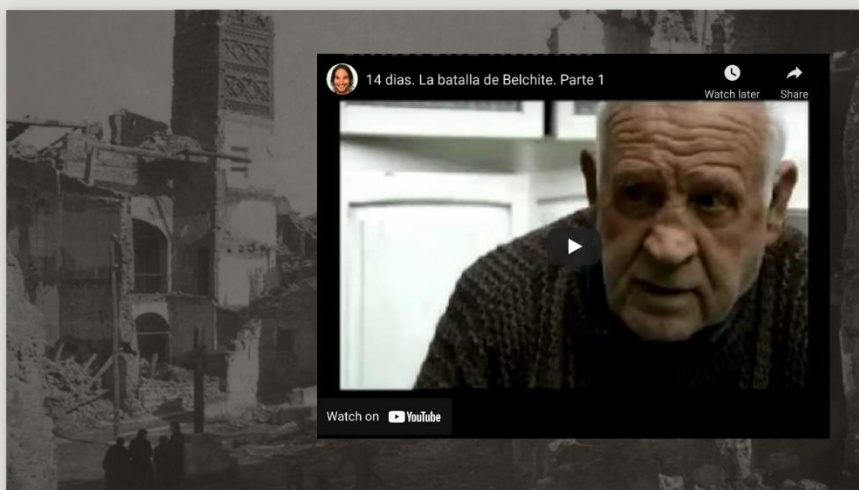 14 dias. La batalla de Belchite. Parte 1
Watch later
Share
Watch on YouTube